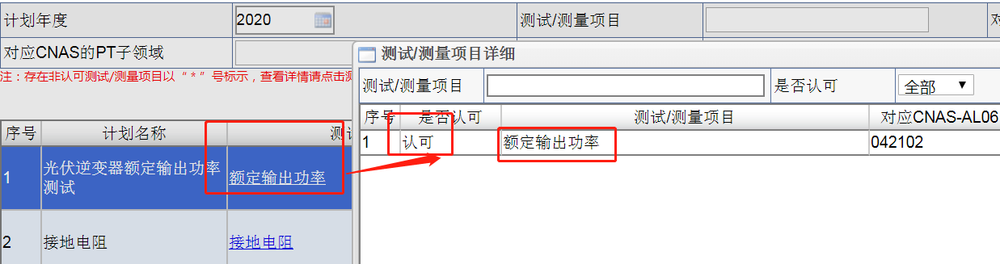 计划年度 2020 测试/测量项目 对
对应CNAS的PT子领域
注：存在非认可测试/测量项目以“ * ”号标示，查看详情请点击测
序号 计划名称 测
1 光伏逆变器额定输出功率测试 额定输出功率
2 接地电阻 接地电阻
测试/测量项目详细
测试/测量项目 是否认可 全部
序号 是否认可 测试/测量项目 对应CNAS-AL06
1 认可 额定输出功率 042102